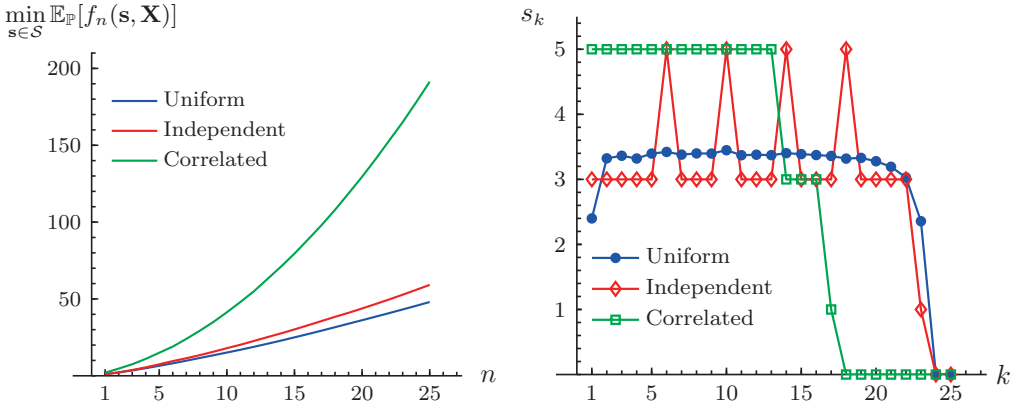 min 𝔼ℙ[fₙ(s, X)]
s∈𝒮
200
150
100
50
Uniform
Independent
Correlated
1 5 10 15 20 25 n
sₖ
5
4
3
2
1
0
Uniform
Independent
Correlated
1 5 10 15 20 25 k